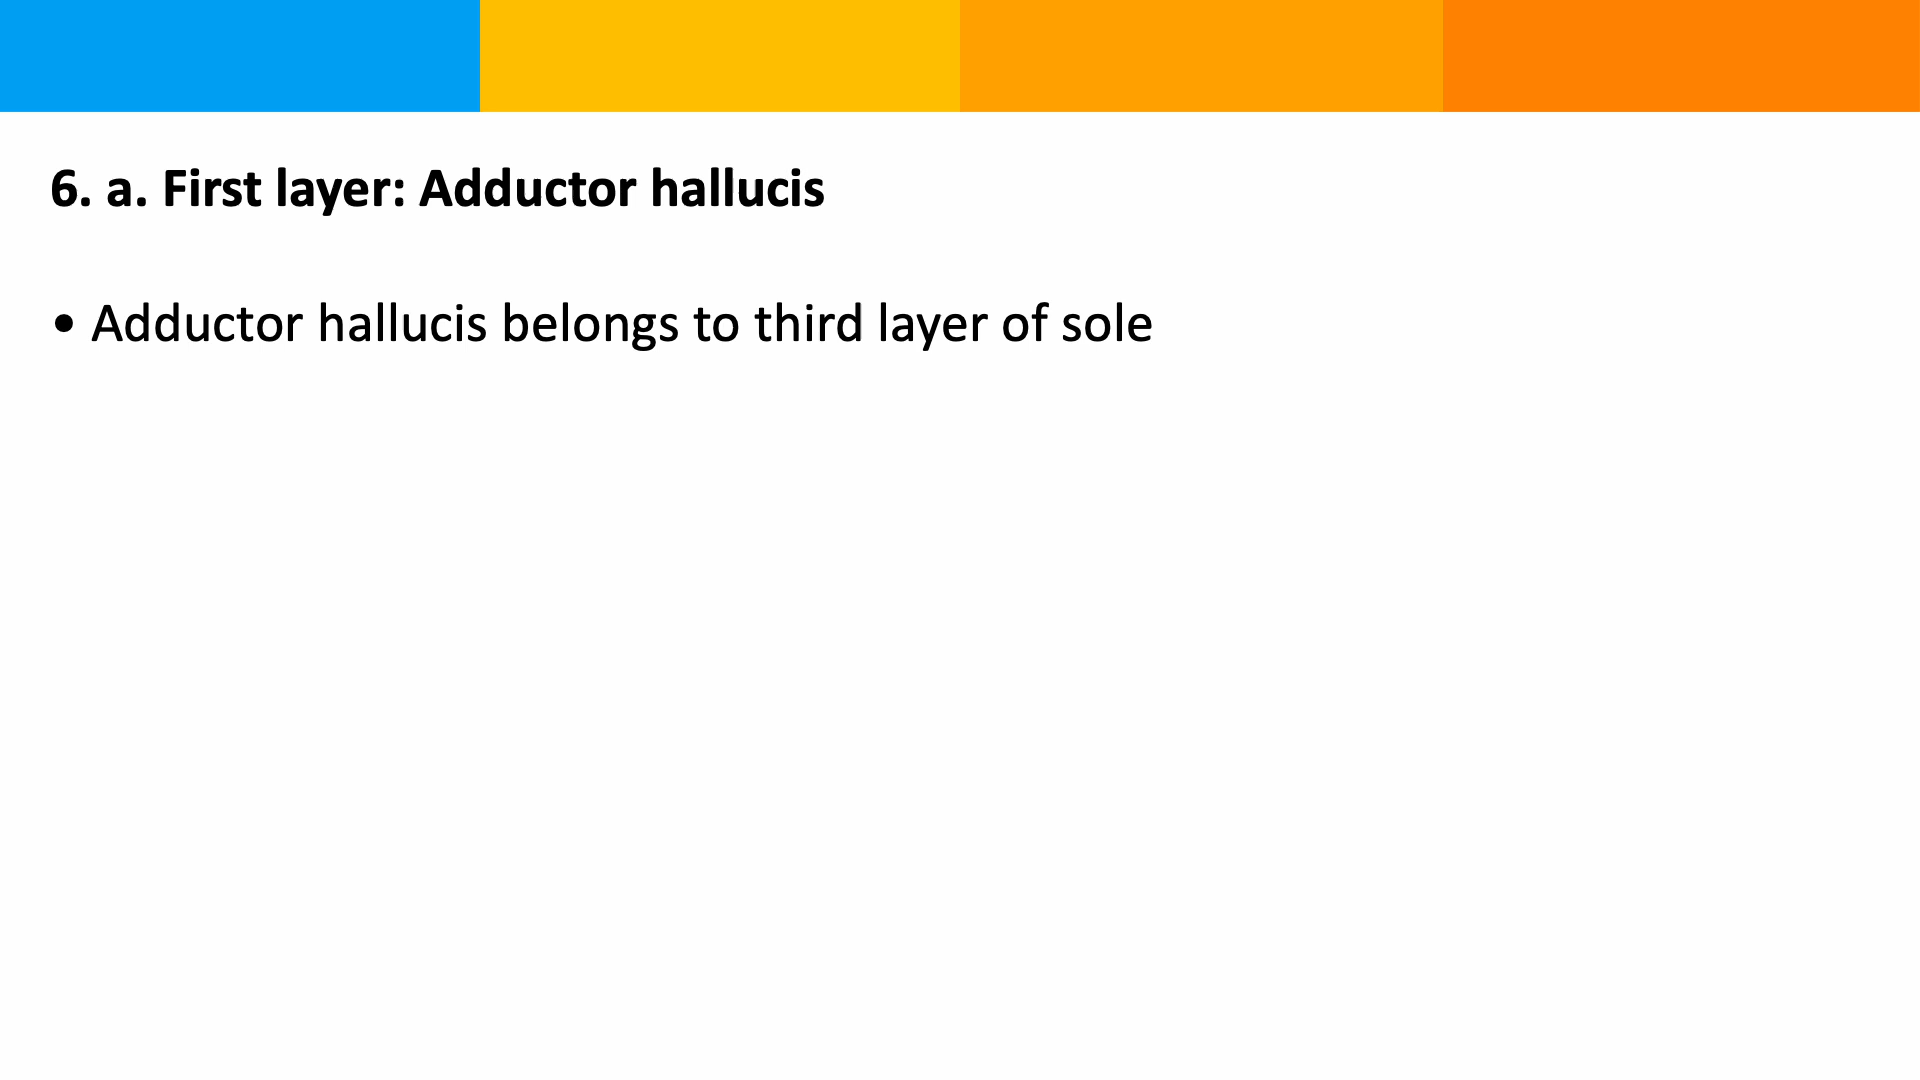 6. a. First layer: Adductor hallucis
• Adductor hallucis belongs to third layer of sole